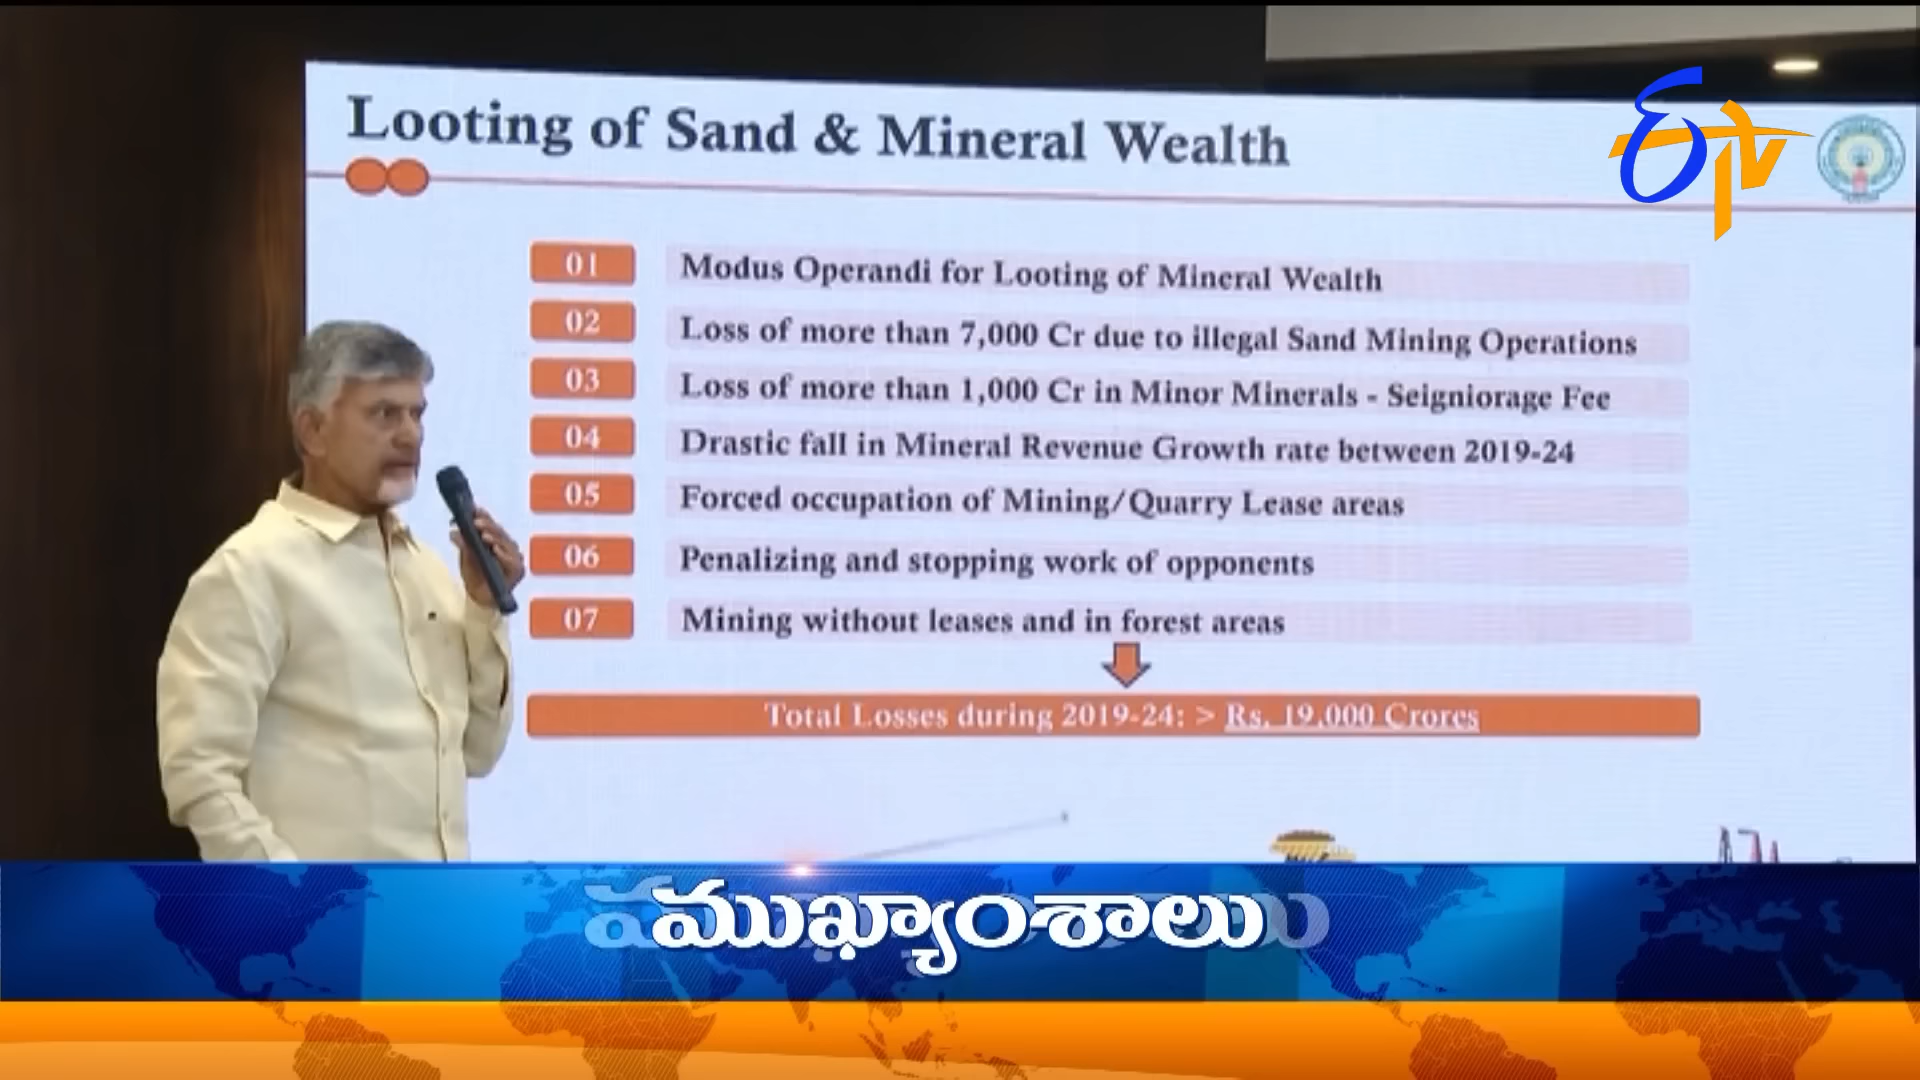 Looting of Sand & Mineral Wealth
ETV
01 Modus Operandi for Looting of Mineral Wealth
02 Loss of more than 7,000 Cr due to illegal Sand Mining Operations
03 Loss of more than 1,000 Cr in Minor Minerals - Seigniorage Fee
04 Drastic fall in Mineral Revenue Growth rate between 2019-24
05 Forced occupation of Mining/Quarry Lease areas
06 Penalizing and stopping work of opponents
07 Mining without leases and in forest areas
Total Losses during 2019-24: > Rs. 19,000 Crores
ముఖ్యాంశాలు